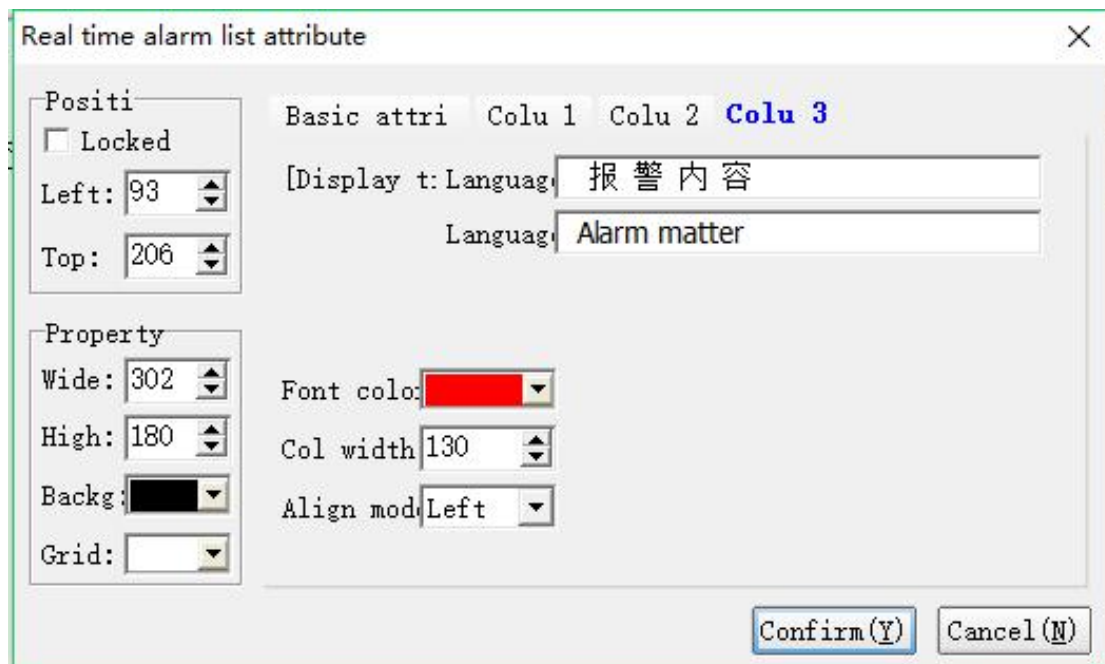 Real time alarm list attribute
Positi
Locked
Left: 93
Top: 206
Property
Wide: 302
High: 180
Backg:
Grid:
Basic attri Colu 1 Colu 2 Colu 3
[Display t: Languag 报警内容
Languag Alarm matter
Font colo:
Col width 130
Align mod Left
Confirm(Y) Cancel(N)